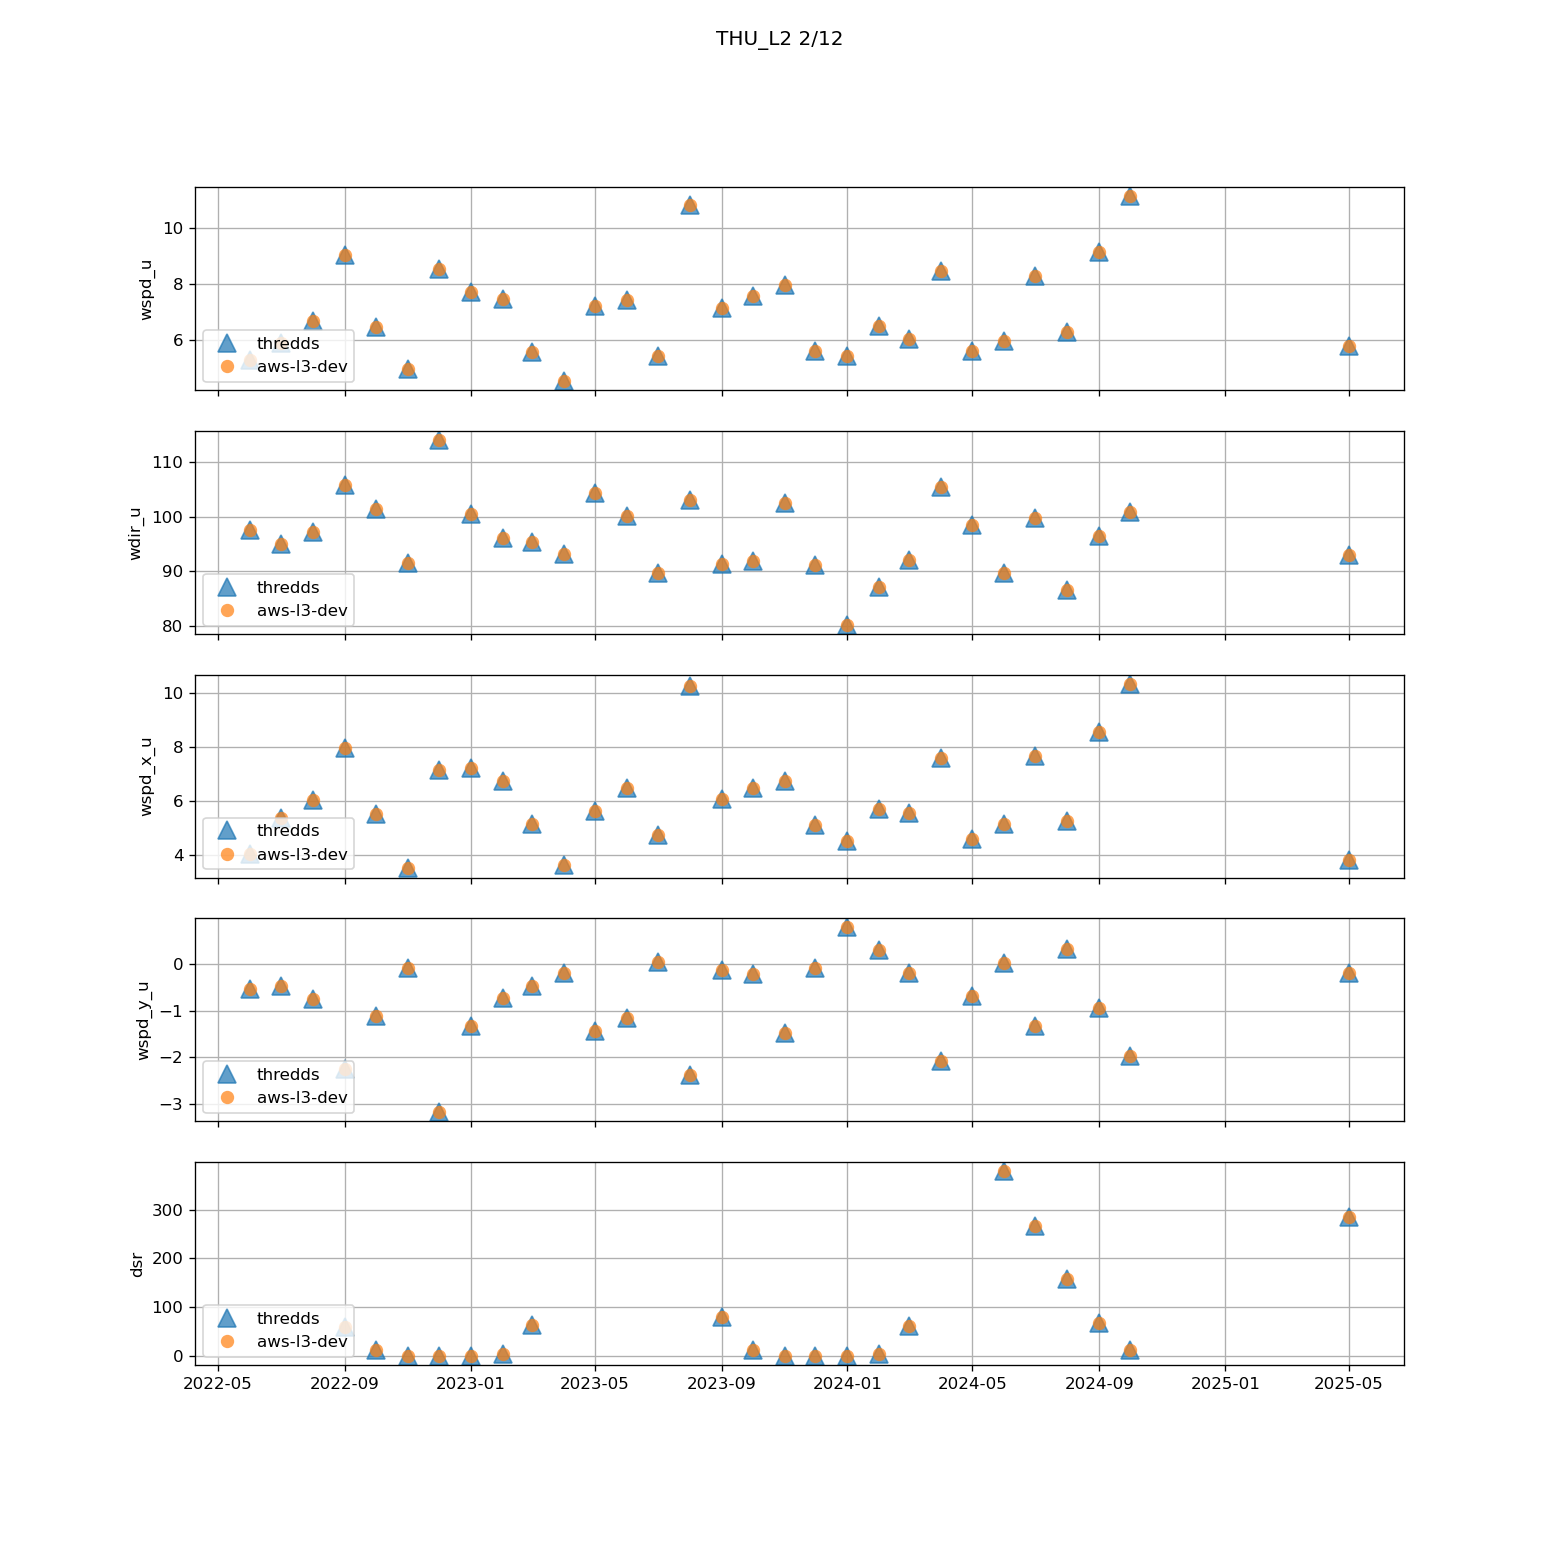 THU_L2 2/12
10
8
6
wspd_u
thredds
aws-l3-dev
110
100
90
80
wdir_u
thredds
aws-l3-dev
10
8
6
4
wspd_x_u
thredds
aws-l3-dev
0
−1
−2
−3
wspd_y_u
thredds
aws-l3-dev
300
200
100
0
dsr
thredds
aws-l3-dev
2022-05 2022-09 2023-01 2023-05 2023-09 2024-01 2024-05 2024-09 2025-01 2025-05